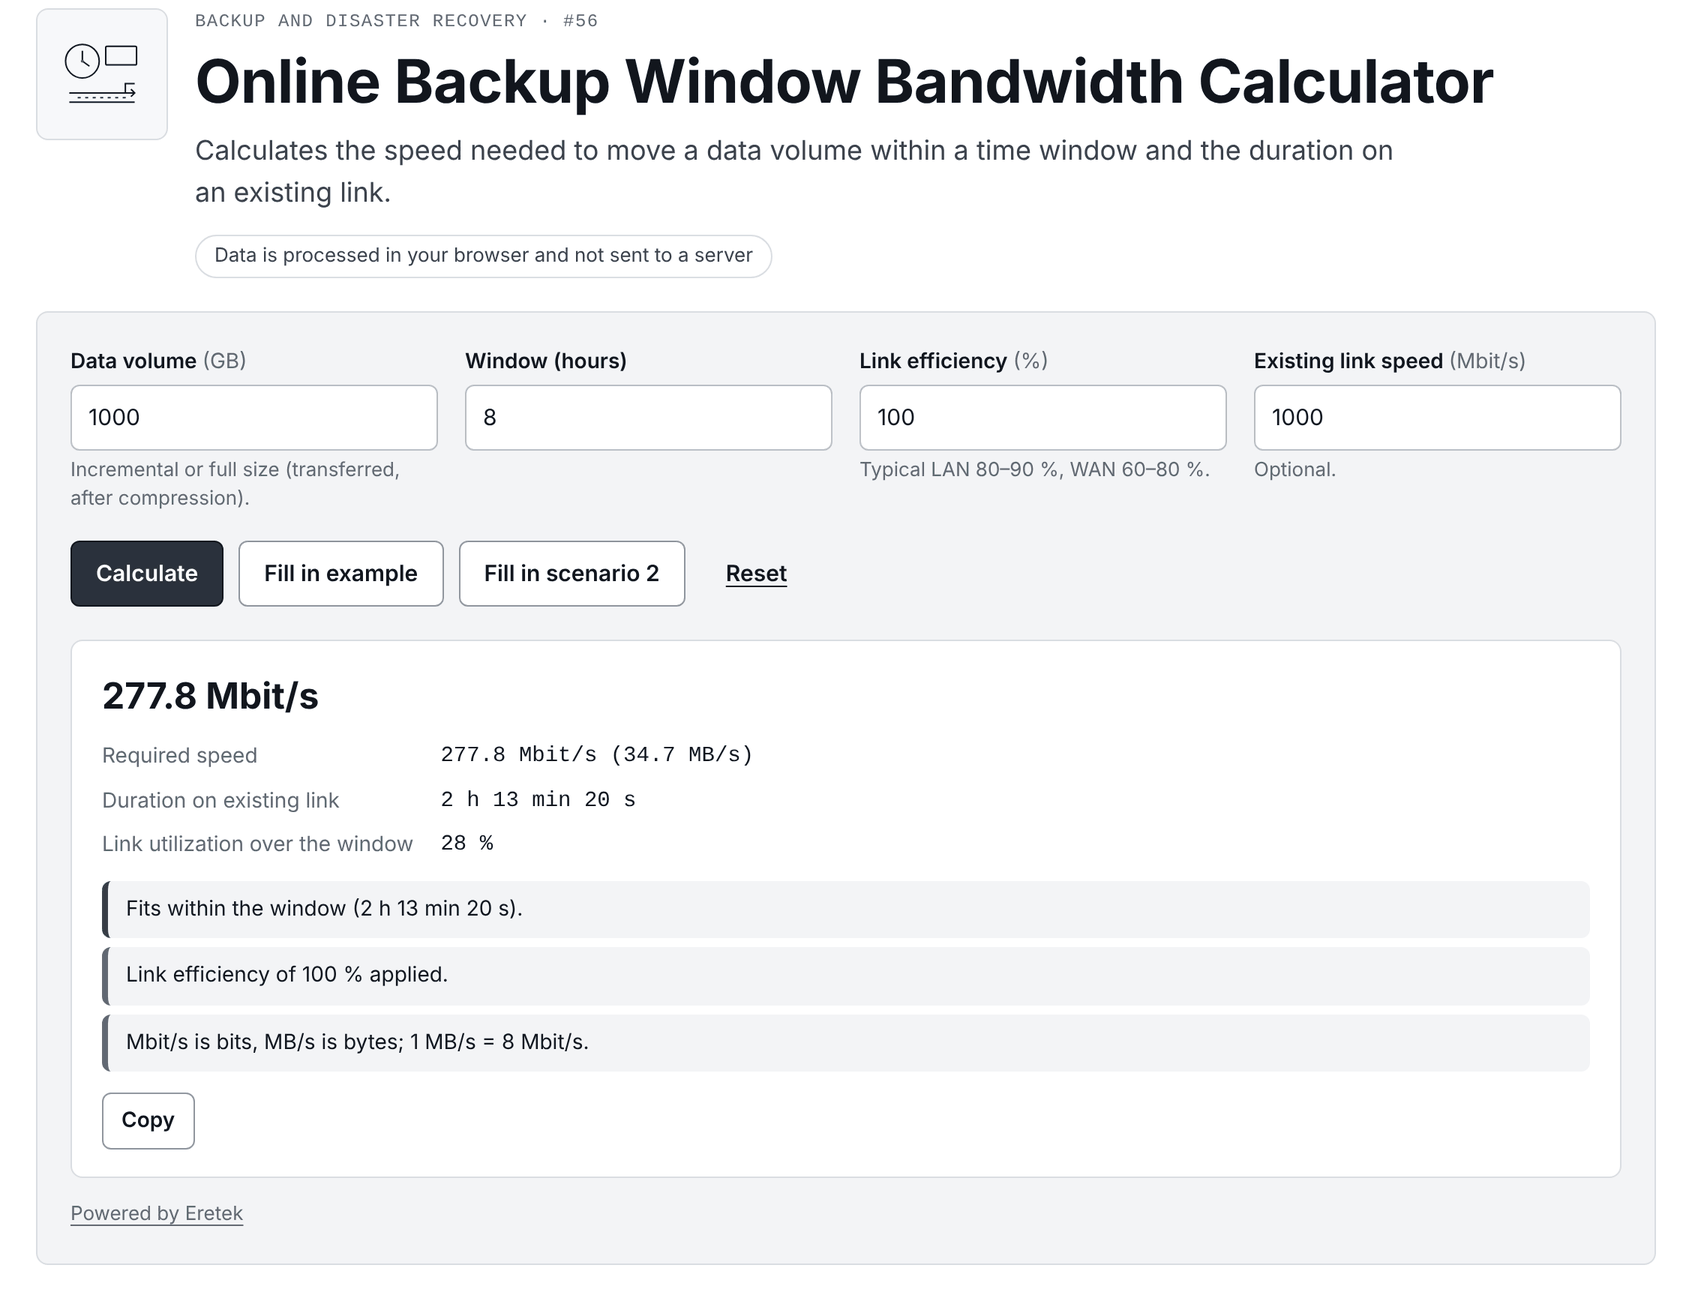 BACKUP AND DISASTER RECOVERY · #56
Online Backup Window Bandwidth Calculator
Calculates the speed needed to move a data volume within a time window and the duration on
an existing link.
Data is processed in your browser and not sent to a server
Data volume (GB)
1000
Incremental or full size (transferred,
after compression).
Window (hours)
8
Link efficiency (%)
100
Typical LAN 80–90 %, WAN 60–80 %.
Existing link speed (Mbit/s)
1000
Optional.
Calculate
Fill in example
Fill in scenario 2
Reset
277.8 Mbit/s
Required speed 277.8 Mbit/s (34.7 MB/s)
Duration on existing link 2 h 13 min 20 s
Link utilization over the window 28 %
Fits within the window (2 h 13 min 20 s).
Link efficiency of 100 % applied.
Mbit/s is bits, MB/s is bytes; 1 MB/s = 8 Mbit/s.
Copy
Powered by Eretek